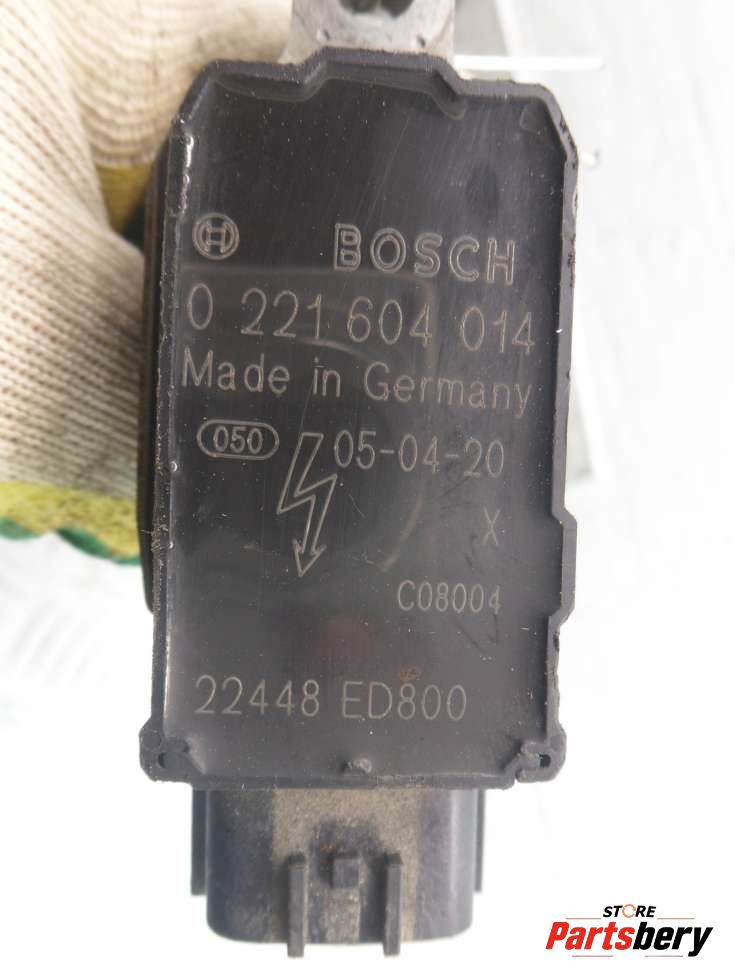 BOSCH
0 221 604 014
Made in Germany
050 05-04-20
X
C08004
22448 ED800
STORE
Partsbery